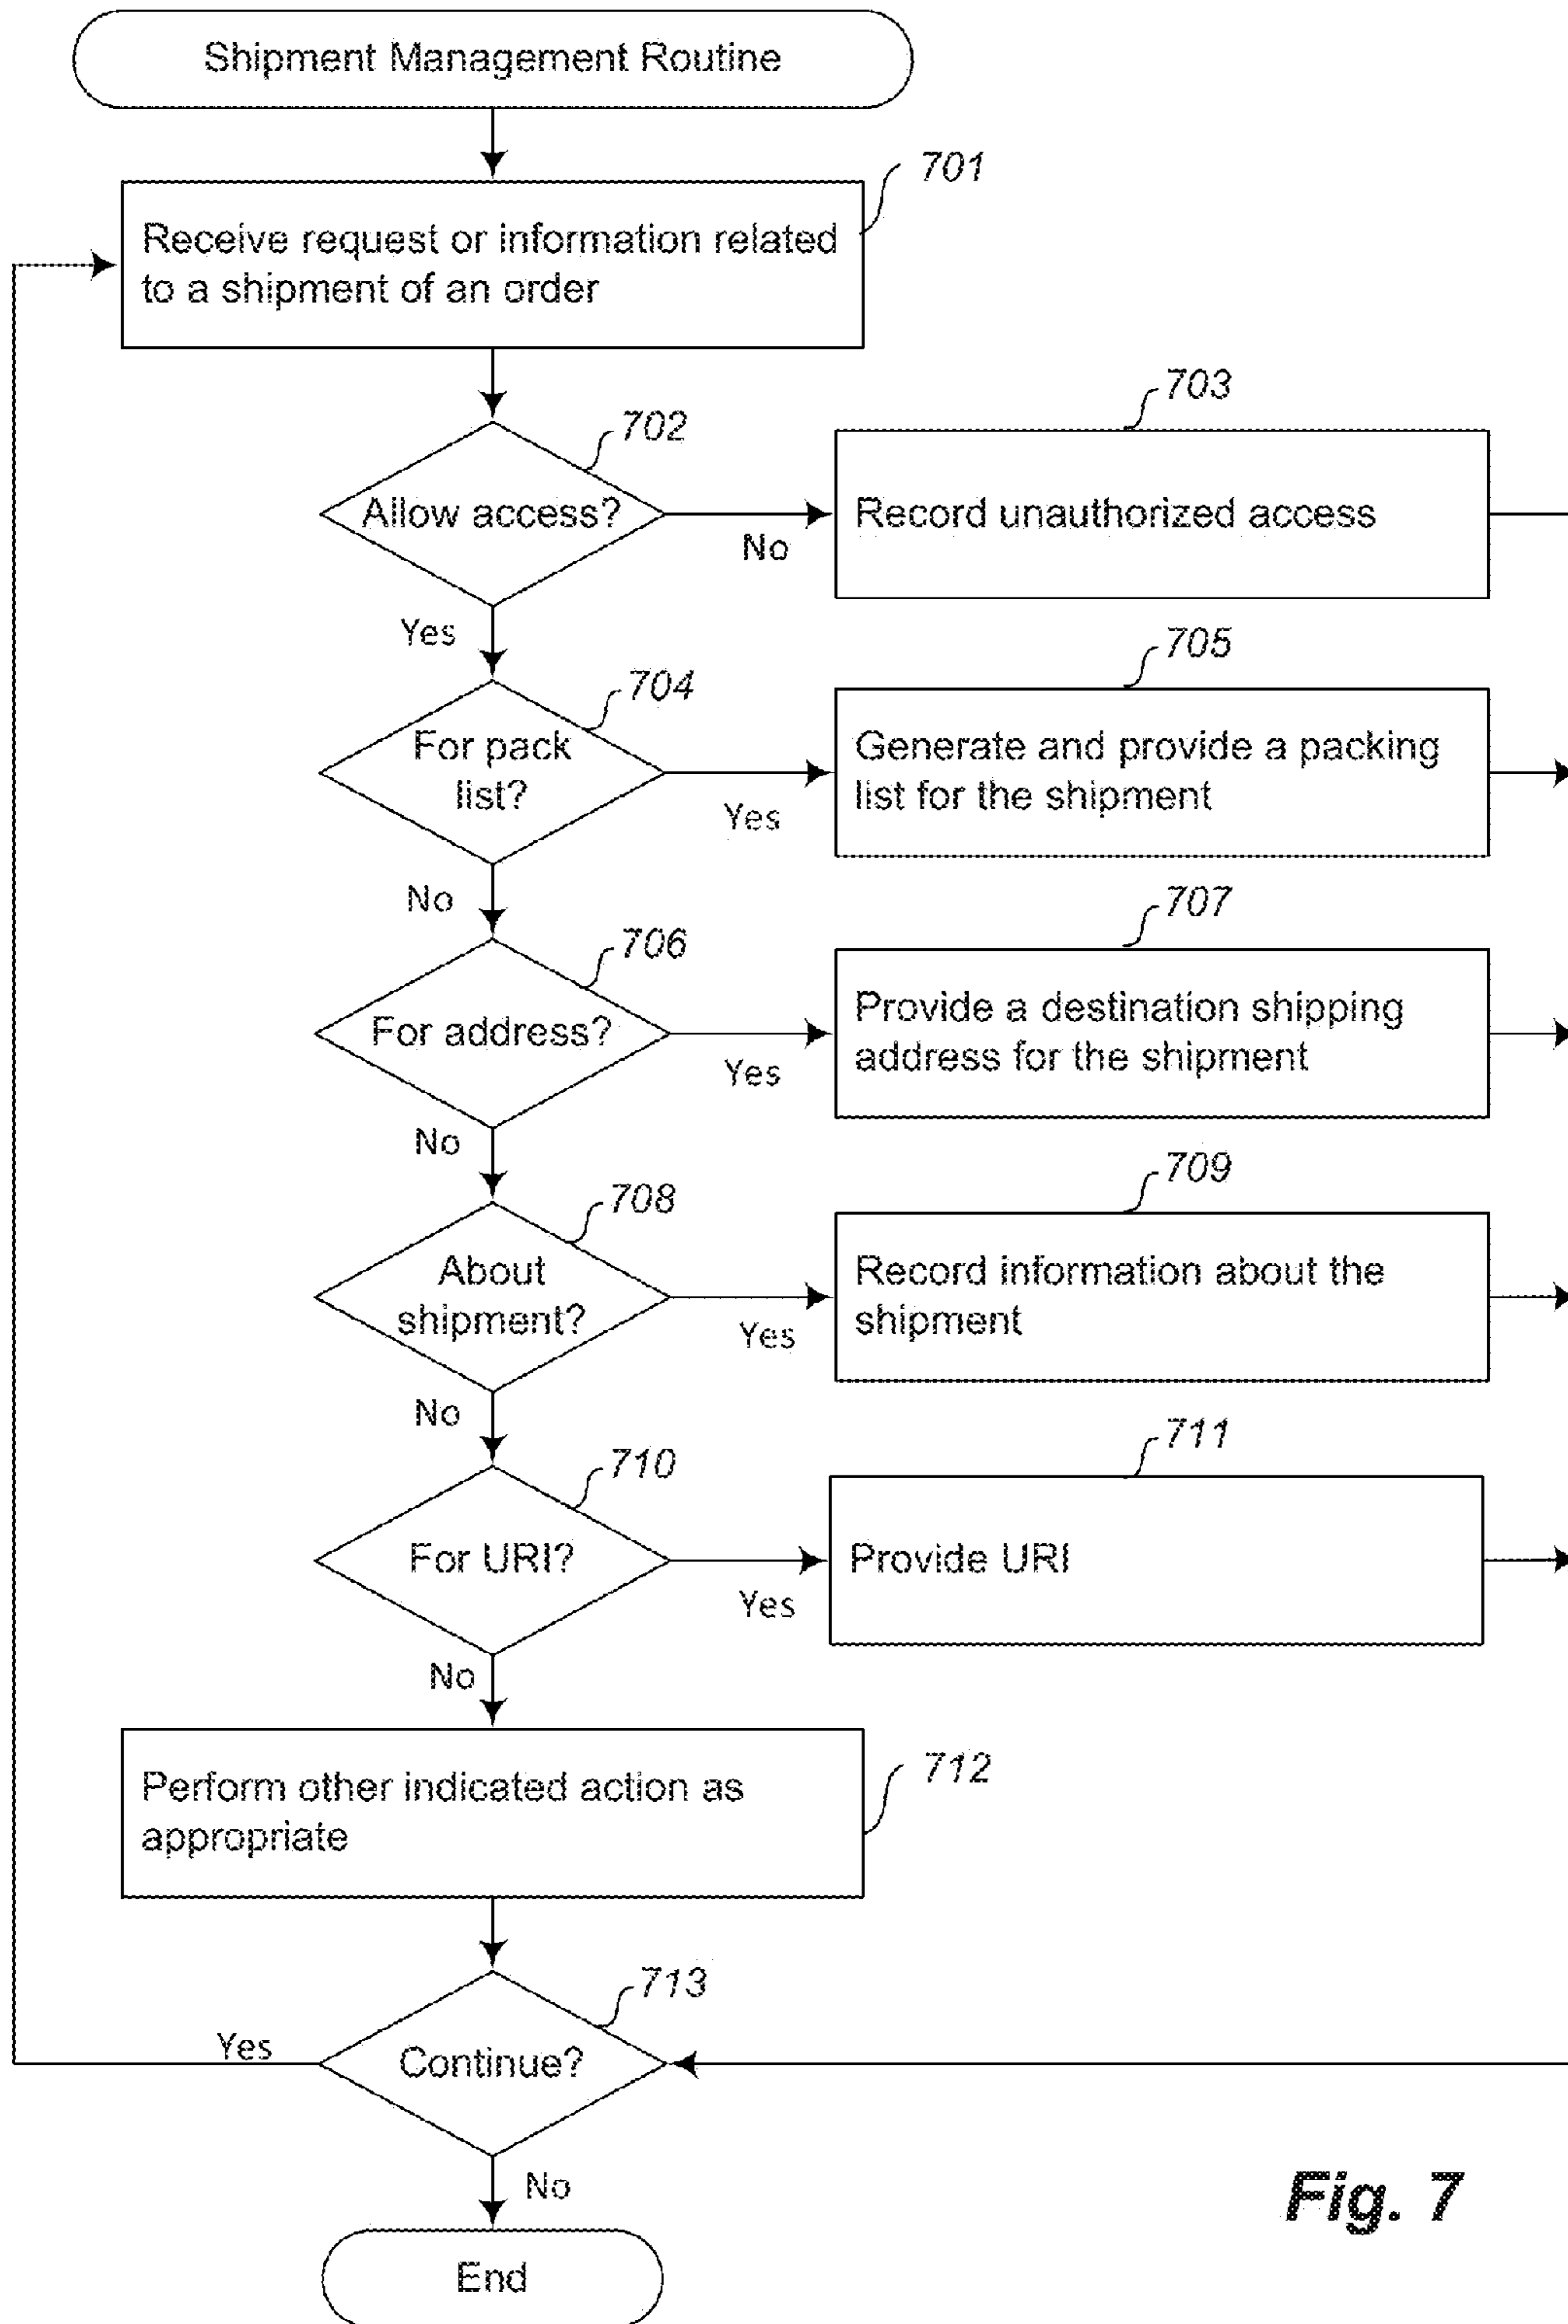 Shipment Management Routine
701
Receive request or information related
to a shipment of an order
702
Allow access?
No
703
Record unauthorized access
Yes
704
For pack
list?
Yes
705
Generate and provide a packing
list for the shipment
No
706
For address?
Yes
707
Provide a destination shipping
address for the shipment
No
708
About
shipment?
Yes
709
Record information about the
shipment
No
710
For URI?
Yes
711
Provide URI
No
712
Perform other indicated action as
appropriate
713
Continue?
Yes
No
End
Fig. 7